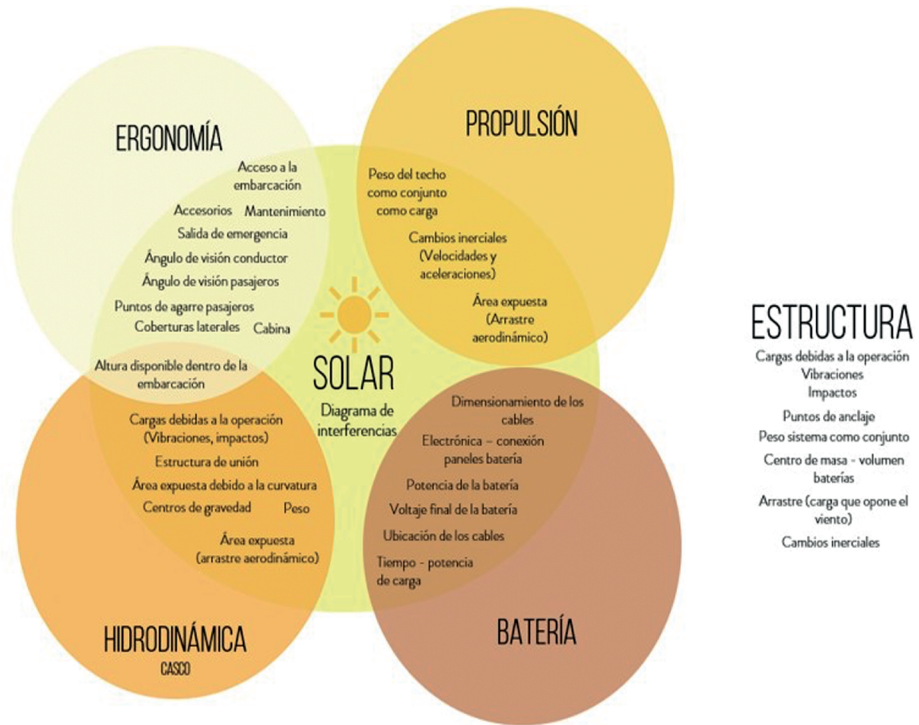 ERGONOMÍA
Acceso a la
embarcación
Accesorios Mantenimiento
Salida de emergencia
Ángulo de visión conductor
Ángulo de visión pasajeros
Puntos de agarre pasajeros
Coberturas laterales Cabina
Altura disponible dentro de la
embarcación
PROPULSIÓN
Peso del techo
como conjunto
como carga
Cambios inerciales
(Velocidades y
aceleraciones)
Área expuesta
(Arrastre
aerodinámico)
SOLAR
Diagrama de
interferencias
Cargas debidas a la operación
(Vibraciones, impactos)
Estructura de unión
Área expuesta debido a la curvatura
Centros de gravedad Peso
Área expuesta
(arrastre aerodinámico)
HIDRODINÁMICA
CASCO
Dimensionamiento de los
cables
Electrónica – conexión
paneles batería
Potencia de la batería
Voltaje final de la batería
Ubicación de los cables
Tiempo - potencia
de carga
BATERÍA
ESTRUCTURA
Cargas debidas a la operación
Vibraciones
Impactos
Puntos de anclaje
Peso sistema como conjunto
Centro de masa - volumen
baterías
Arrastre (carga que opone el
viento)
Cambios inerciales